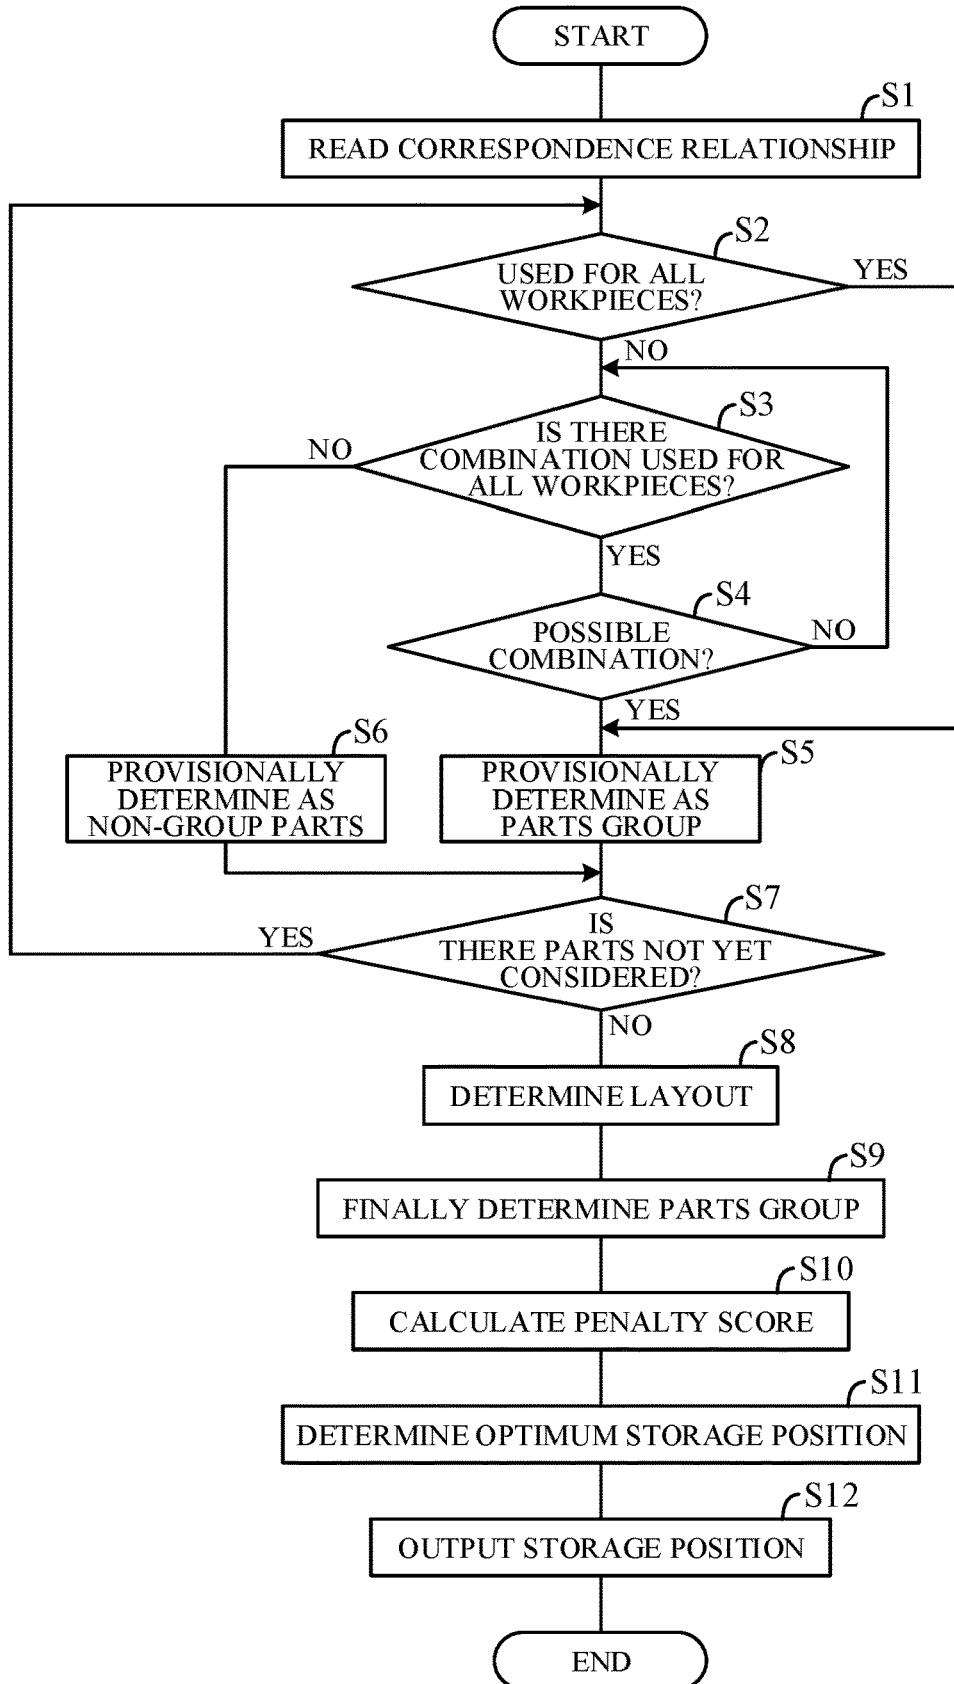 START
S1
READ CORRESPONDENCE RELATIONSHIP
S2
USED FOR ALL
WORKPIECES?
YES
NO
S3
IS THERE
COMBINATION USED FOR
ALL WORKPIECES?
NO
YES
S4
POSSIBLE
COMBINATION?
NO
YES
S6
PROVISIONALLY
DETERMINE AS
NON-GROUP PARTS
S5
PROVISIONALLY
DETERMINE AS
PARTS GROUP
S7
IS
THERE PARTS NOT YET
CONSIDERED?
YES
NO
S8
DETERMINE LAYOUT
S9
FINALLY DETERMINE PARTS GROUP
S10
CALCULATE PENALTY SCORE
S11
DETERMINE OPTIMUM STORAGE POSITION
S12
OUTPUT STORAGE POSITION
END